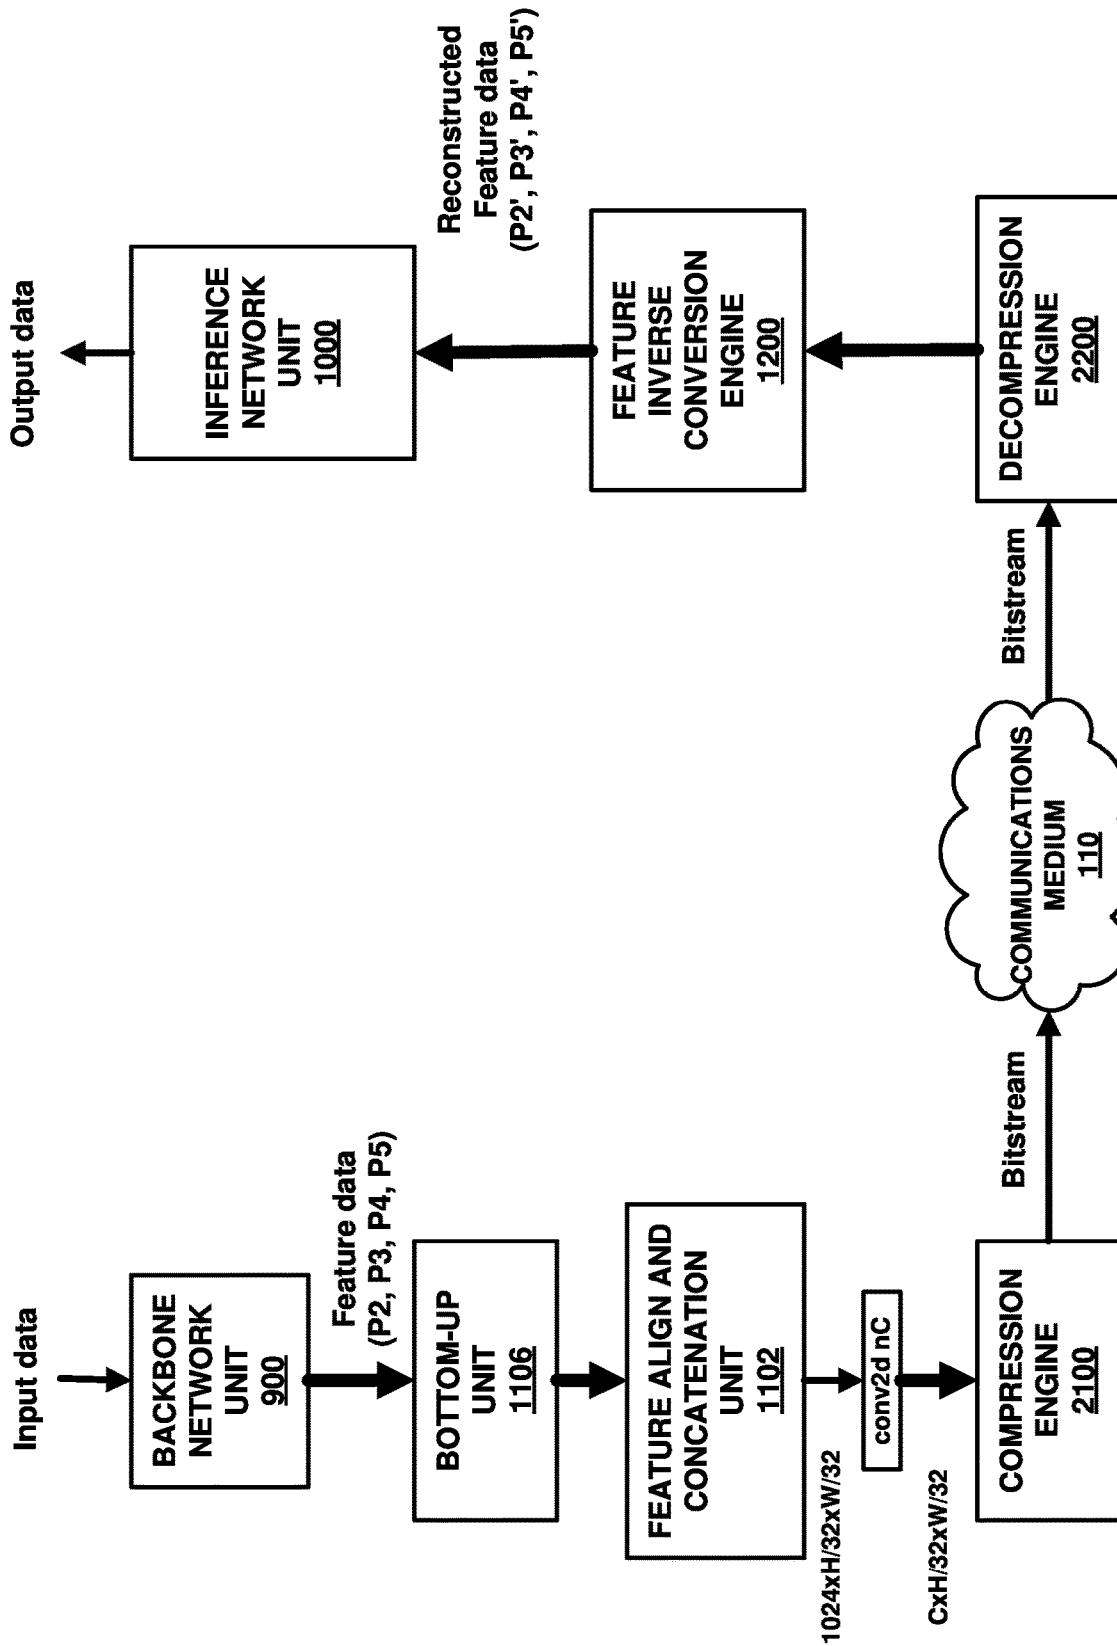 Input data
BACKBONE
NETWORK
UNIT
900
Feature data
(P2, P3, P4, P5)
BOTTOM-UP
UNIT
1106
FEATURE ALIGN AND
CONCATENATION
UNIT
1102
1024xH/32xW/32
conv2d nC
CxH/32xW/32
COMPRESSION
ENGINE
2100
Bitstream
COMMUNICATIONS
MEDIUM
110
Bitstream
DECOMPRESSION
ENGINE
2200
FEATURE
INVERSE
CONVERSION
ENGINE
1200
Reconstructed
Feature data
(P2', P3', P4', P5')
INFERENCE
NETWORK
UNIT
1000
Output data